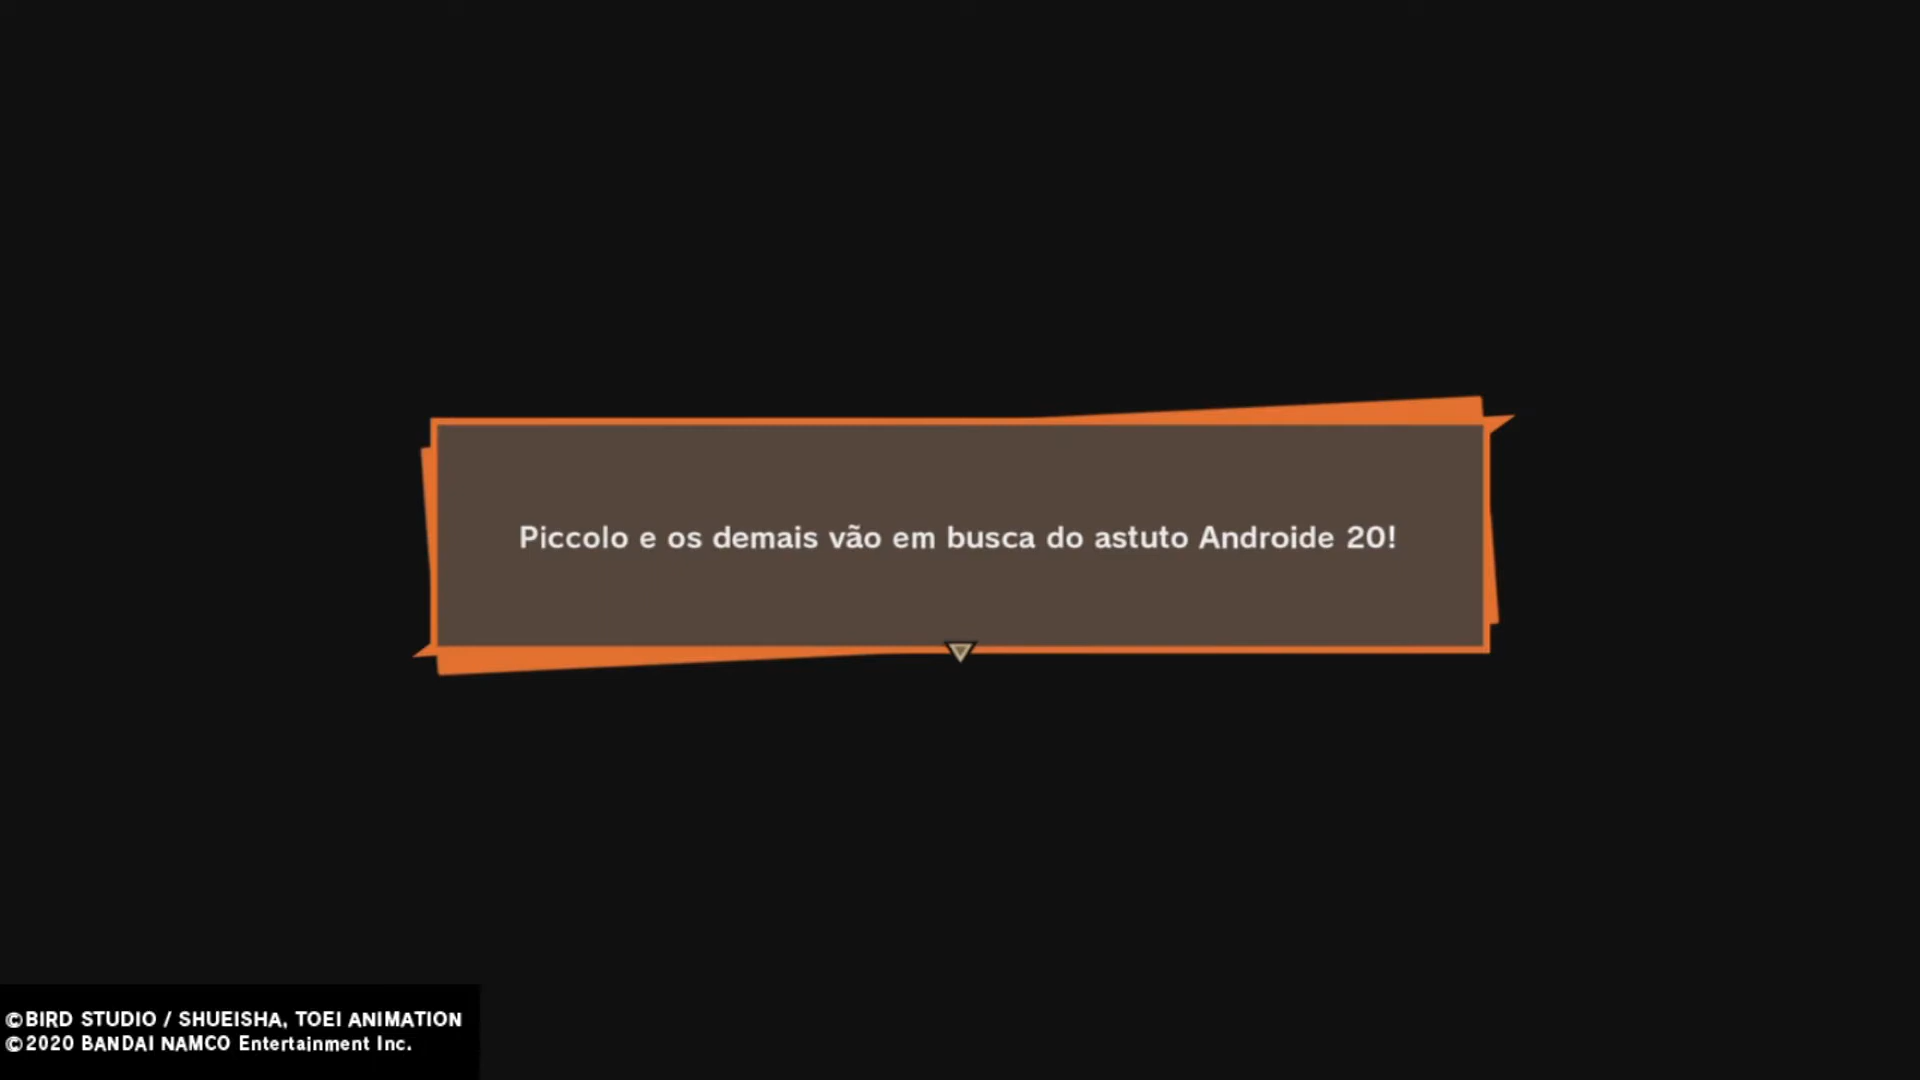 Piccolo e os demais vão em busca do astuto Androide 20!
©BIRD STUDIO / SHUEISHA, TOEI ANIMATION
©2020 BANDAI NAMCO Entertainment Inc.